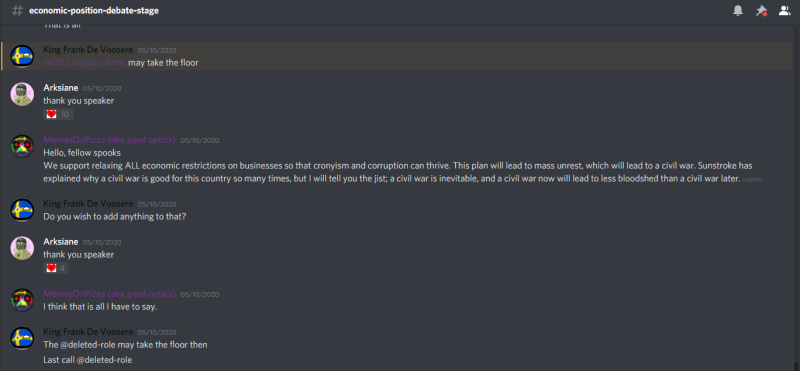 # economic-position-debate-stage
That is all
King Frank De Voosere 05/10/2020
@Off Compass Army may take the floor
Arksiane 05/10/2020
thank you speaker
10
MemesOnPizza (aka good optics) 05/10/2020
Hello, fellow spooks
We support relaxing ALL economic restrictions on businesses so that cronyism and corruption can thrive. This plan will lead to mass unrest, which will lead to a civil war. Sunstroke has
explained why a civil war is good for this country so many times, but I will tell you the jist; a civil war is inevitable, and a civil war now will lead to less bloodshed than a civil war later. (edited)
King Frank De Voosere 05/10/2020
Do you wish to add anything to that?
Arksiane 05/10/2020
thank you speaker
4
MemesOnPizza (aka good optics) 05/10/2020
I think that is all I have to say.
King Frank De Voosere 05/10/2020
The @deleted-role may take the floor then
Last call @deleted-role